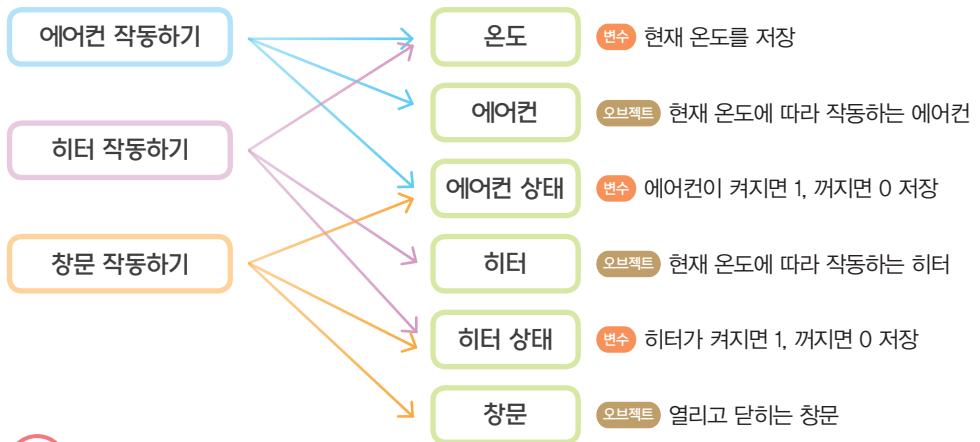 에어컨 작동하기
히터 작동하기
창문 작동하기
온도 변수 현재 온도를 저장
에어컨 오브젝트 현재 온도에 따라 작동하는 에어컨
에어컨 상태 변수 에어컨이 켜지면 1, 꺼지면 0 저장
히터 오브젝트 현재 온도에 따라 작동하는 히터
히터 상태 변수 히터가 켜지면 1, 꺼지면 0 저장
창문 오브젝트 열리고 닫히는 창문